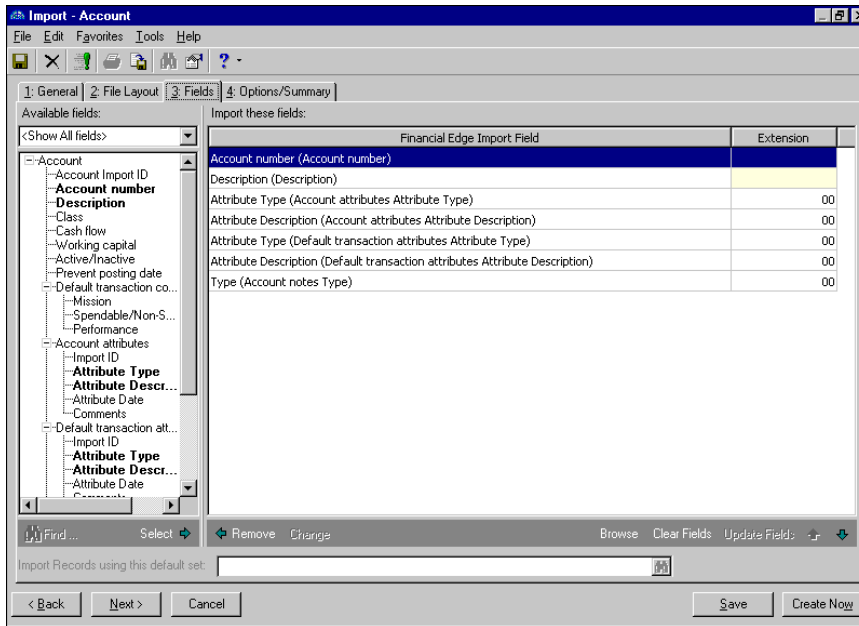 Import - Account
File Edit Favorites Tools Help
1: General 2: File Layout 3: Fields 4: Options/Summary
Available fields: Import these fields:
<Show All fields>
Financial Edge Import Field Extension
Account
Account Import ID
Account number
Description
Class
Cash flow
Working capital
Active/Inactive
Prevent posting date
Default transaction co...
Mission
Spendable/Non-S...
Performance
Account attributes
Import ID
Attribute Type
Attribute Descr...
Attribute Date
Comments
Default transaction att...
Import ID
Attribute Type
Attribute Descr...
Attribute Date
Account number (Account number)
Description (Description)
Attribute Type (Account attributes Attribute Type) 00
Attribute Description (Account attributes Attribute Description) 00
Attribute Type (Default transaction attributes Attribute Type) 00
Attribute Description (Default transaction attributes Attribute Description) 00
Type (Account notes Type) 00
Find ... Select Remove Change Browse Clear Fields Update Fields
Import Records using this default set:
< Back Next > Cancel Save Create Now